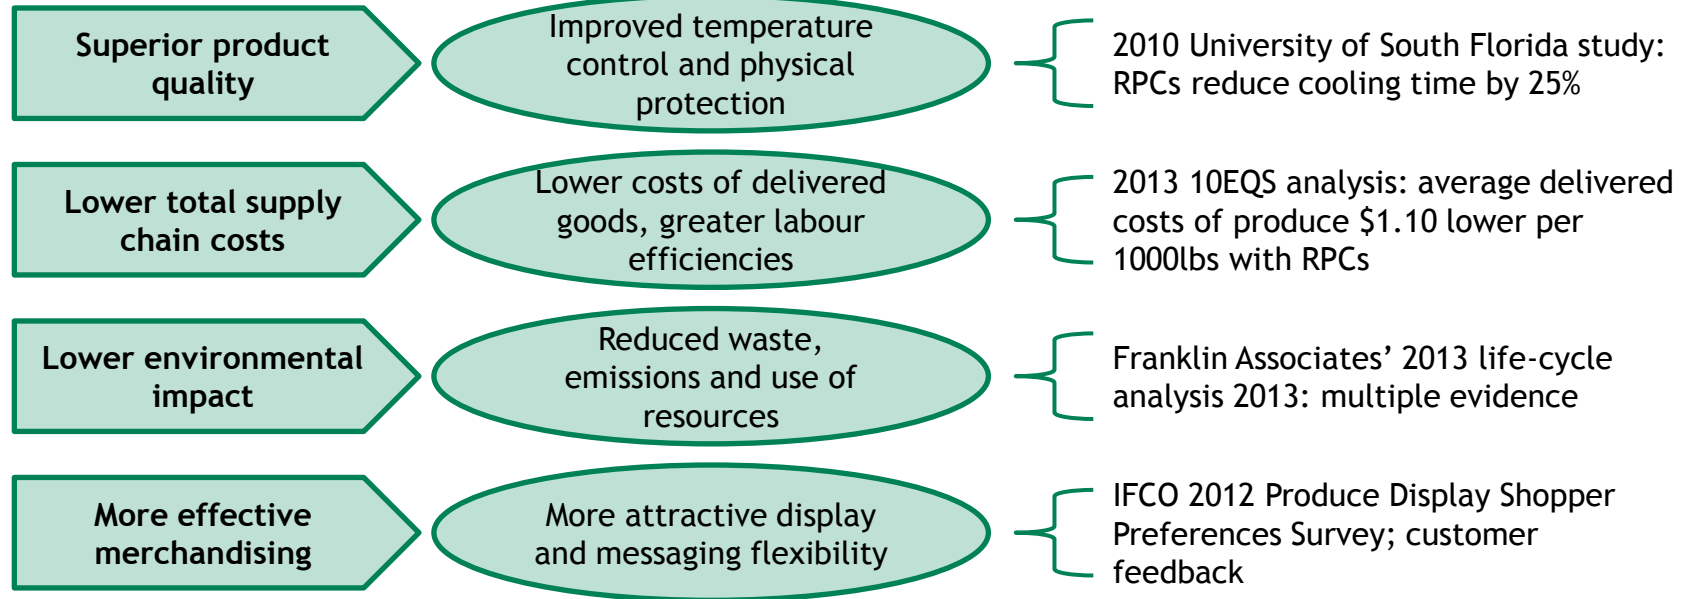 Superior product
quality
Improved temperature
control and physical
protection
2010 University of South Florida study:
RPCs reduce cooling time by 25%
Lower total supply
chain costs
Lower costs of delivered
goods, greater labour
efficiencies
2013 10EQS analysis: average delivered
costs of produce $1.10 lower per
1000lbs with RPCs
Lower environmental
impact
Reduced waste,
emissions and use of
resources
Franklin Associates’ 2013 life-cycle
analysis 2013: multiple evidence
More effective
merchandising
More attractive display
and messaging flexibility
IFCO 2012 Produce Display Shopper
Preferences Survey; customer
feedback